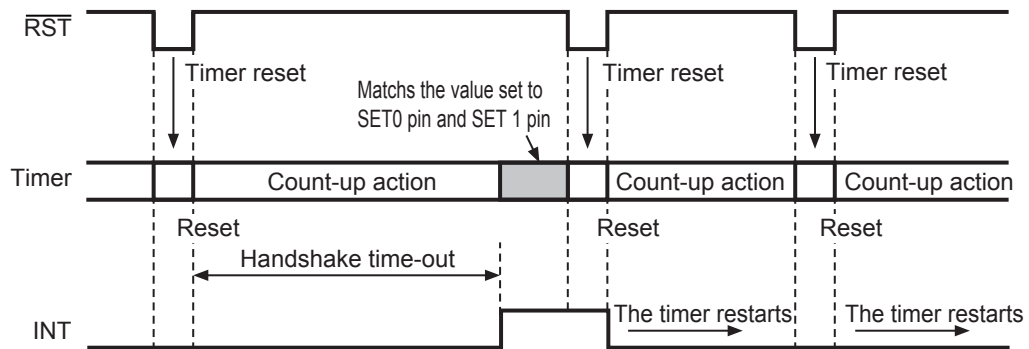 RST
Timer reset
Timer reset
Timer reset
Matchs the value set to
SET0 pin and SET 1 pin
Timer
Count-up action
Count-up action
Count-up action
Reset
Reset
Reset
Handshake time-out
INT
The timer restarts
The timer restarts